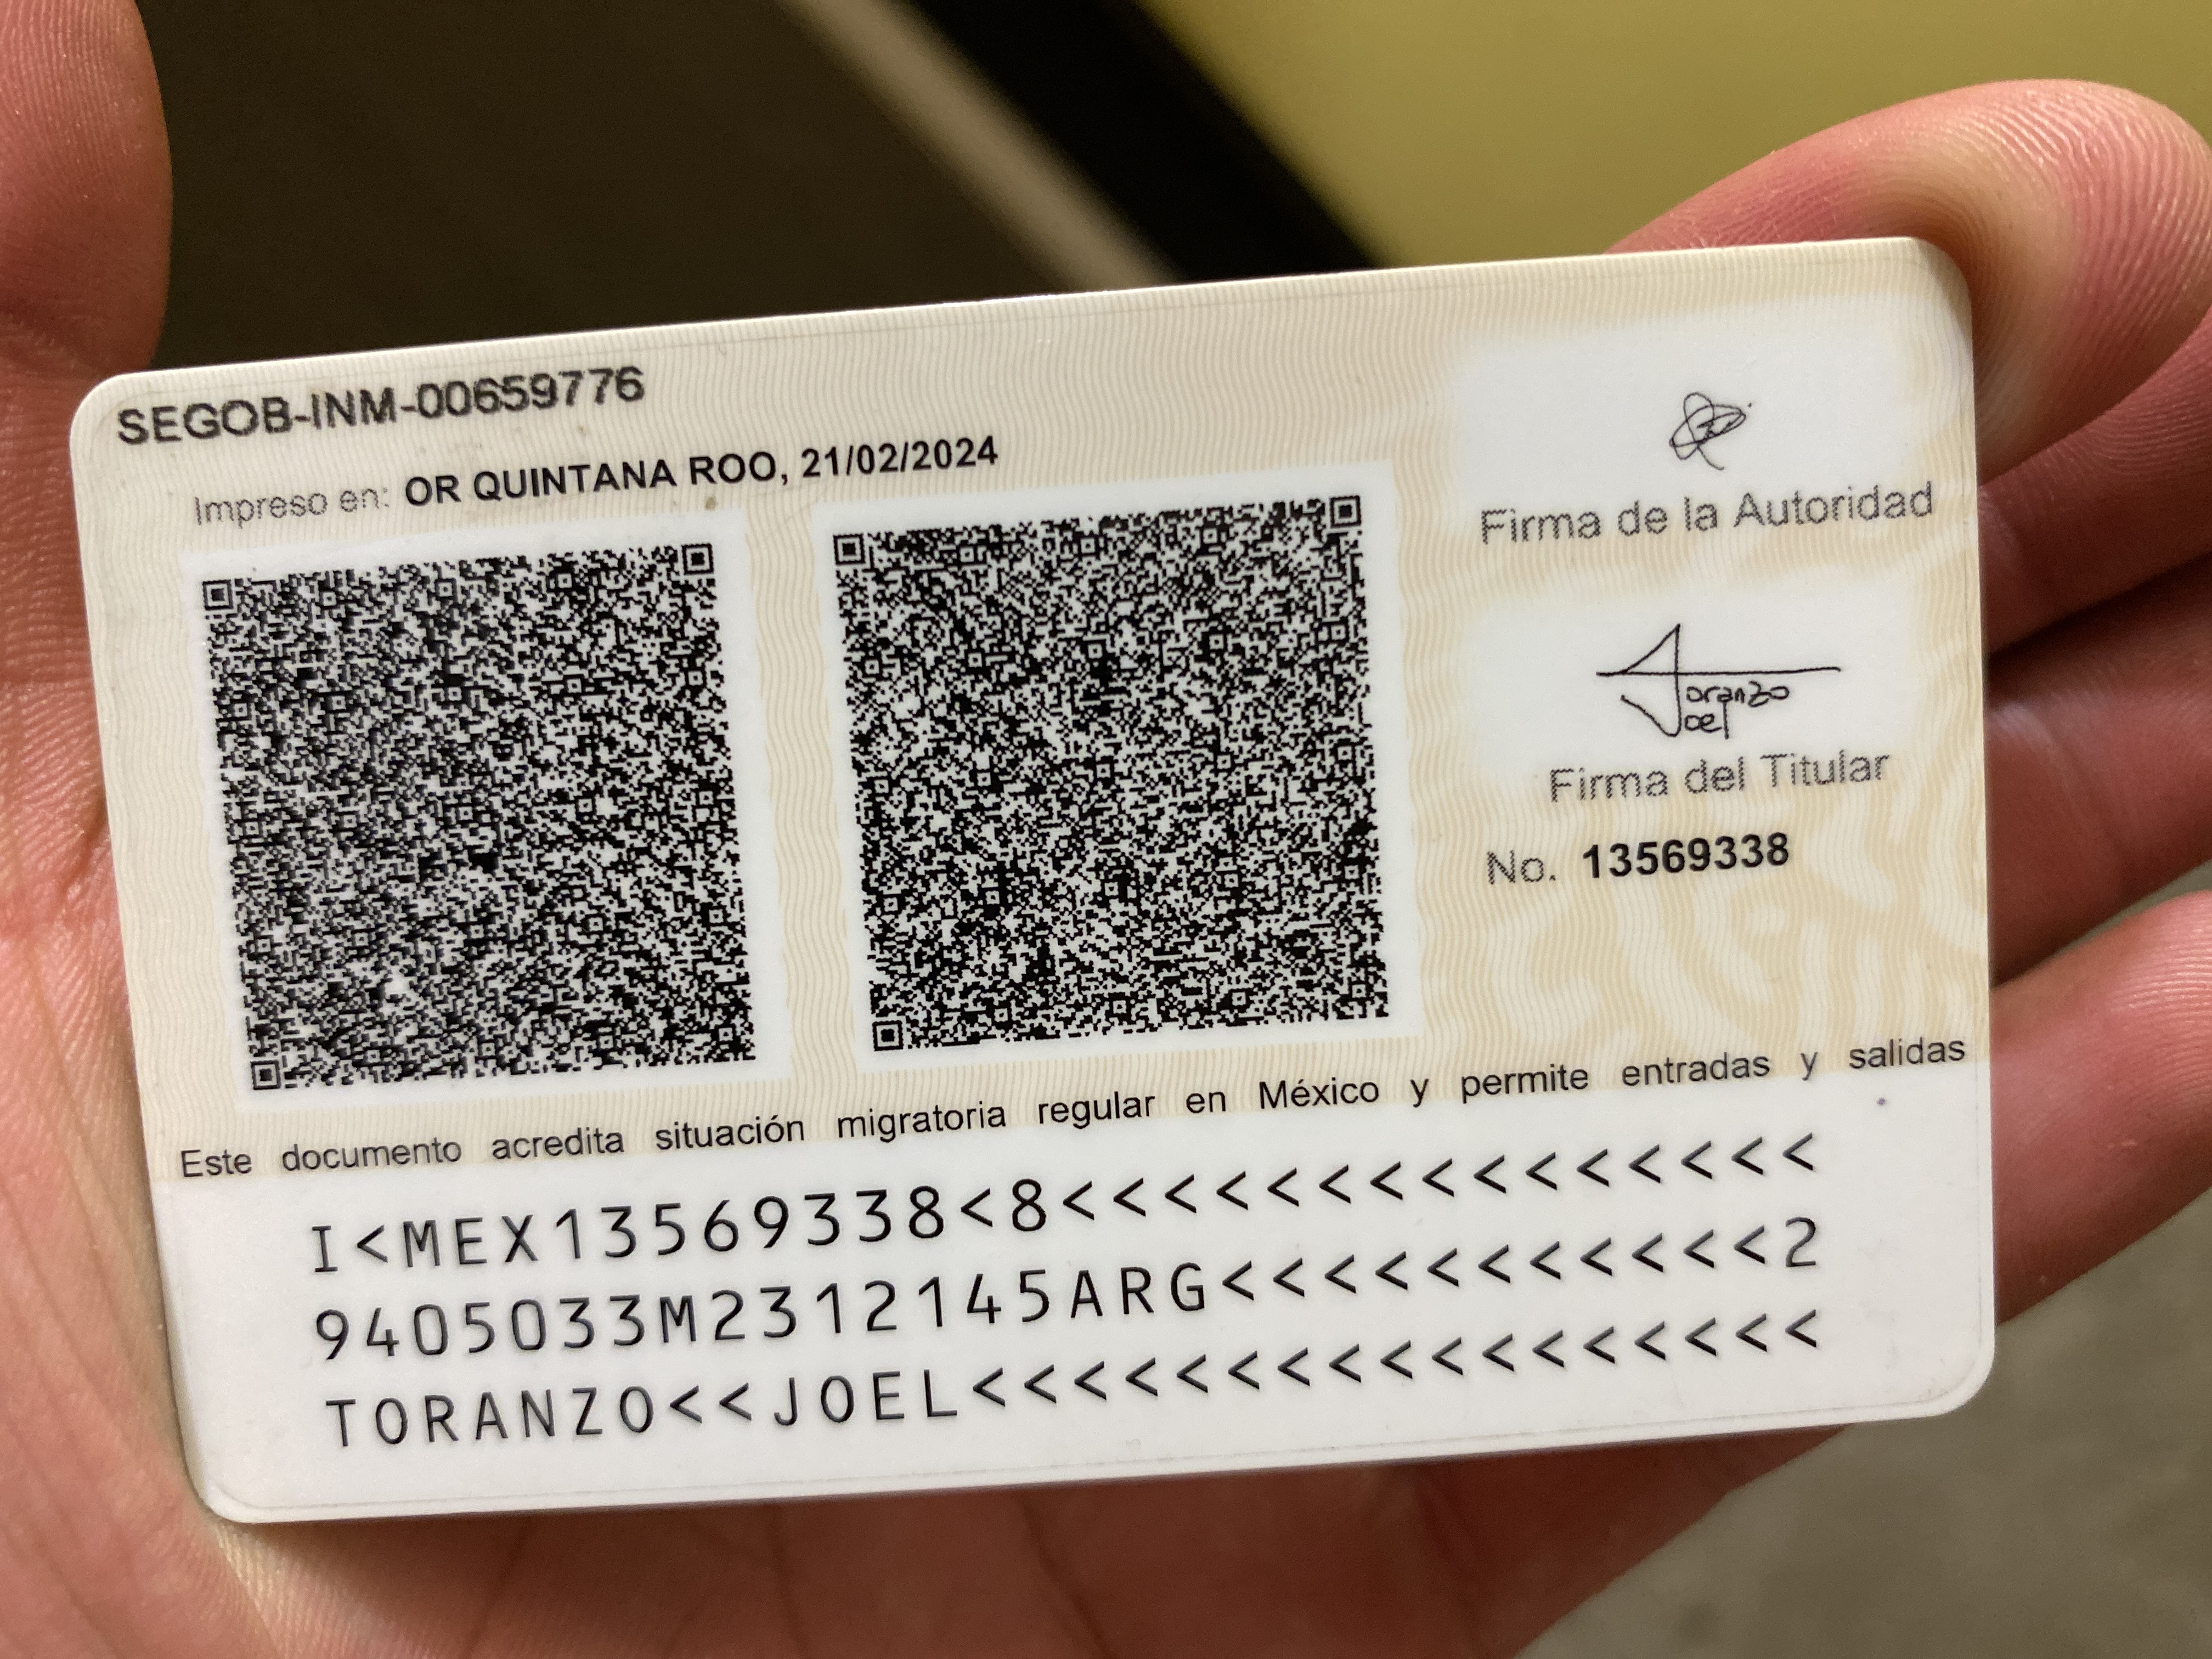 SEGOB-INM-00659776
Impreso en: OR QUINTANA ROO, 21/02/2024
Firma de la Autoridad
Toranzo
Joel
Firma del Titular
No. 13569338
Este documento acredita situación migratoria regular en México y permite entradas y salidas
I<MEX13569338<8<<<<<<<<<<<<<<<
9405033M2312145ARG<<<<<<<<<<<2
TORANZO<<JOEL<<<<<<<<<<<<<<<<<